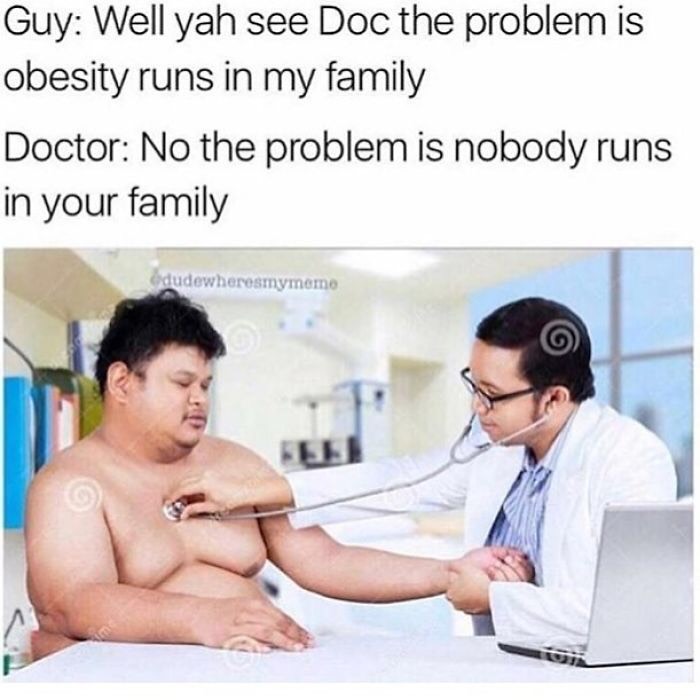 Guy: Well yah see Doc the problem is
obesity runs in my family
Doctor: No the problem is nobody runs
in your family
@dudewheresmymeme